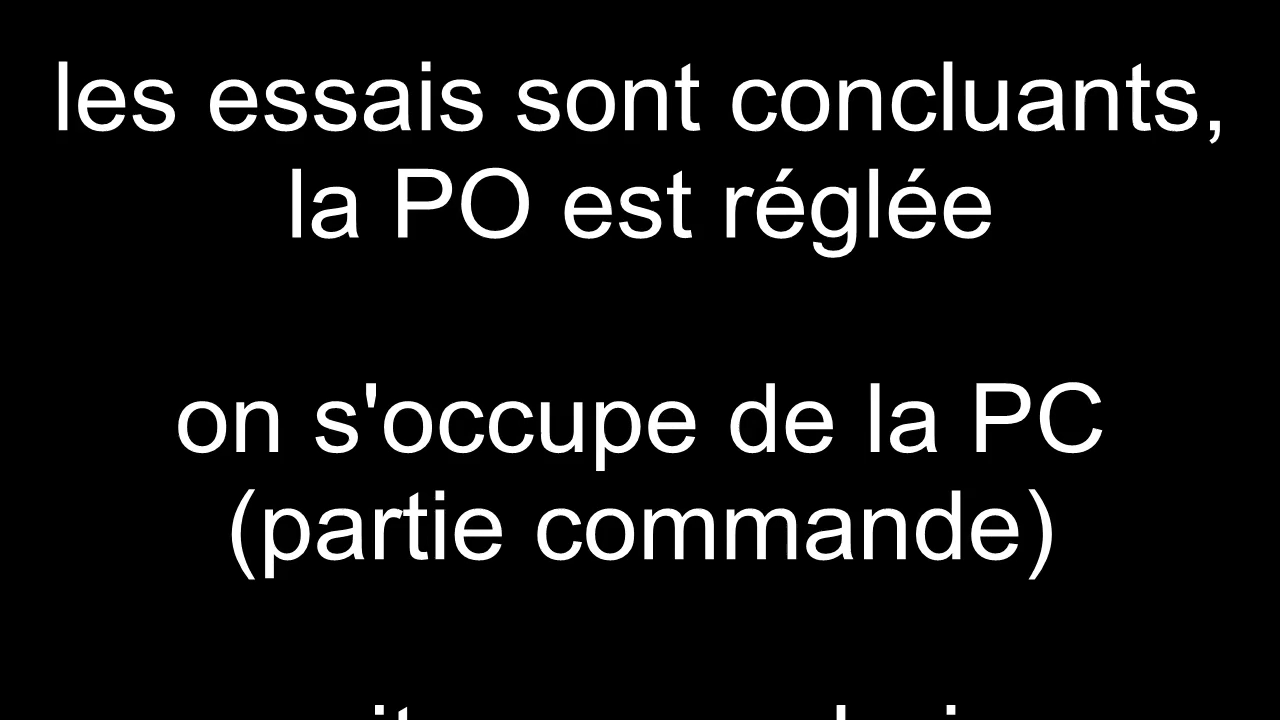 les essais sont concluants,
la PO est réglée
on s'occupe de la PC
(partie commande)